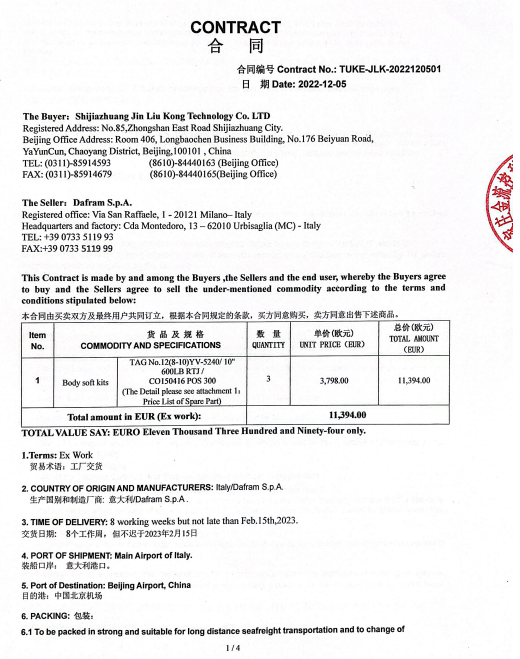 CONTRACT
合 同
合同编号 Contract No.: TUKE-JLK-2022120501
日 期 Date: 2022-12-05
The Buyer: Shijiazhuang Jin Liu Kong Technology Co. LTD
Registered Address: No.85,Zhongshan East Road Shijiazhuang City.
Beijing Office Address: Room 406, Longbaochen Business Building, No.176 Beiyuan Road,
YaYunCun, Chaoyang District, Beijing,100101 , China
TEL: (0311)-85914593 (8610)-84440163 (Beijing Office)
FAX: (0311)-85914679 (8610)-84440165(Beijing Office)
The Seller: Dafram S.p.A.
Registered office: Via San Raffaele, 1 - 20121 Milano– Italy
Headquarters and factory: Cda Montedoro, 13 – 62010 Urbisaglia (MC) - Italy
TEL: +39 0733 5119 93
FAX:+39 0733 5119 99
This Contract is made by and among the Buyers ,the Sellers and the end user, whereby the Buyers agree
to buy and the Sellers agree to sell the under-mentioned commodity according to the terms and
conditions stipulated below:
本合同由买卖双方及最终用户共同订立，根据本合同规定的条款，买方同意购买，卖方同意出售下述商品。
Item No. 货 品 及 规 格 COMMODITY AND SPECIFICATIONS 数 量 QUANTITY 单价(欧元) UNIT PRICE (EUR) 总价(欧元) TOTAL AMOUNT (EUR)
1 Body soft kits TAG No.12(8-10)YV-5240/ 10" 3 3,798.00 11,394.00
600LB RTJ /
CO150416 POS 300
(The Detail please see attachment 1:
Price List of Spare Part)
Total amount in EUR (Ex work): 11,394.00
TOTAL VALUE SAY: EURO Eleven Thousand Three Hundred and Ninety-four only.
1.Terms: Ex Work
贸易术语：工厂交货
2. COUNTRY OF ORIGIN AND MANUFACTURERS: Italy/Dafram S.p.A.
生产国别和制造厂商: 意大利/Dafram S.p.A .
3. TIME OF DELIVERY: 8 working weeks but not late than Feb.15th,2023.
交货日期: 8个工作周，但不迟于2023年2月15日
4. PORT OF SHIPMENT: Main Airport of Italy.
装船口岸： 意大利港口。
5. Port of Destination: Beijing Airport, China
目的港：中国北京机场
6. PACKING: 包装：
6.1 To be packed in strong and suitable for long distance seafreight transportation and to change of
1 / 4